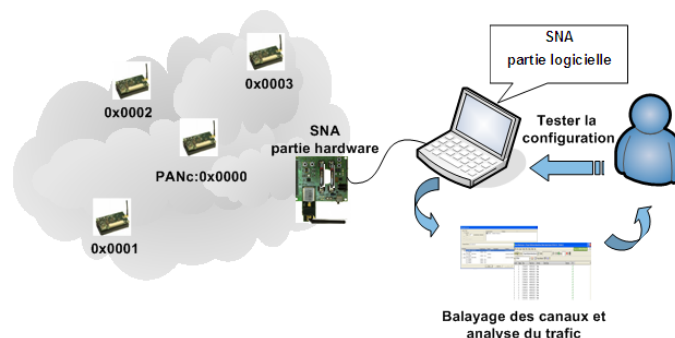 SNA
partie logicielle
0x0003
0x0002
Tester la
configuration
SNA
partie hardware
PANc:0x0000
0x0001
Balayage des canaux et
analyse du trafic